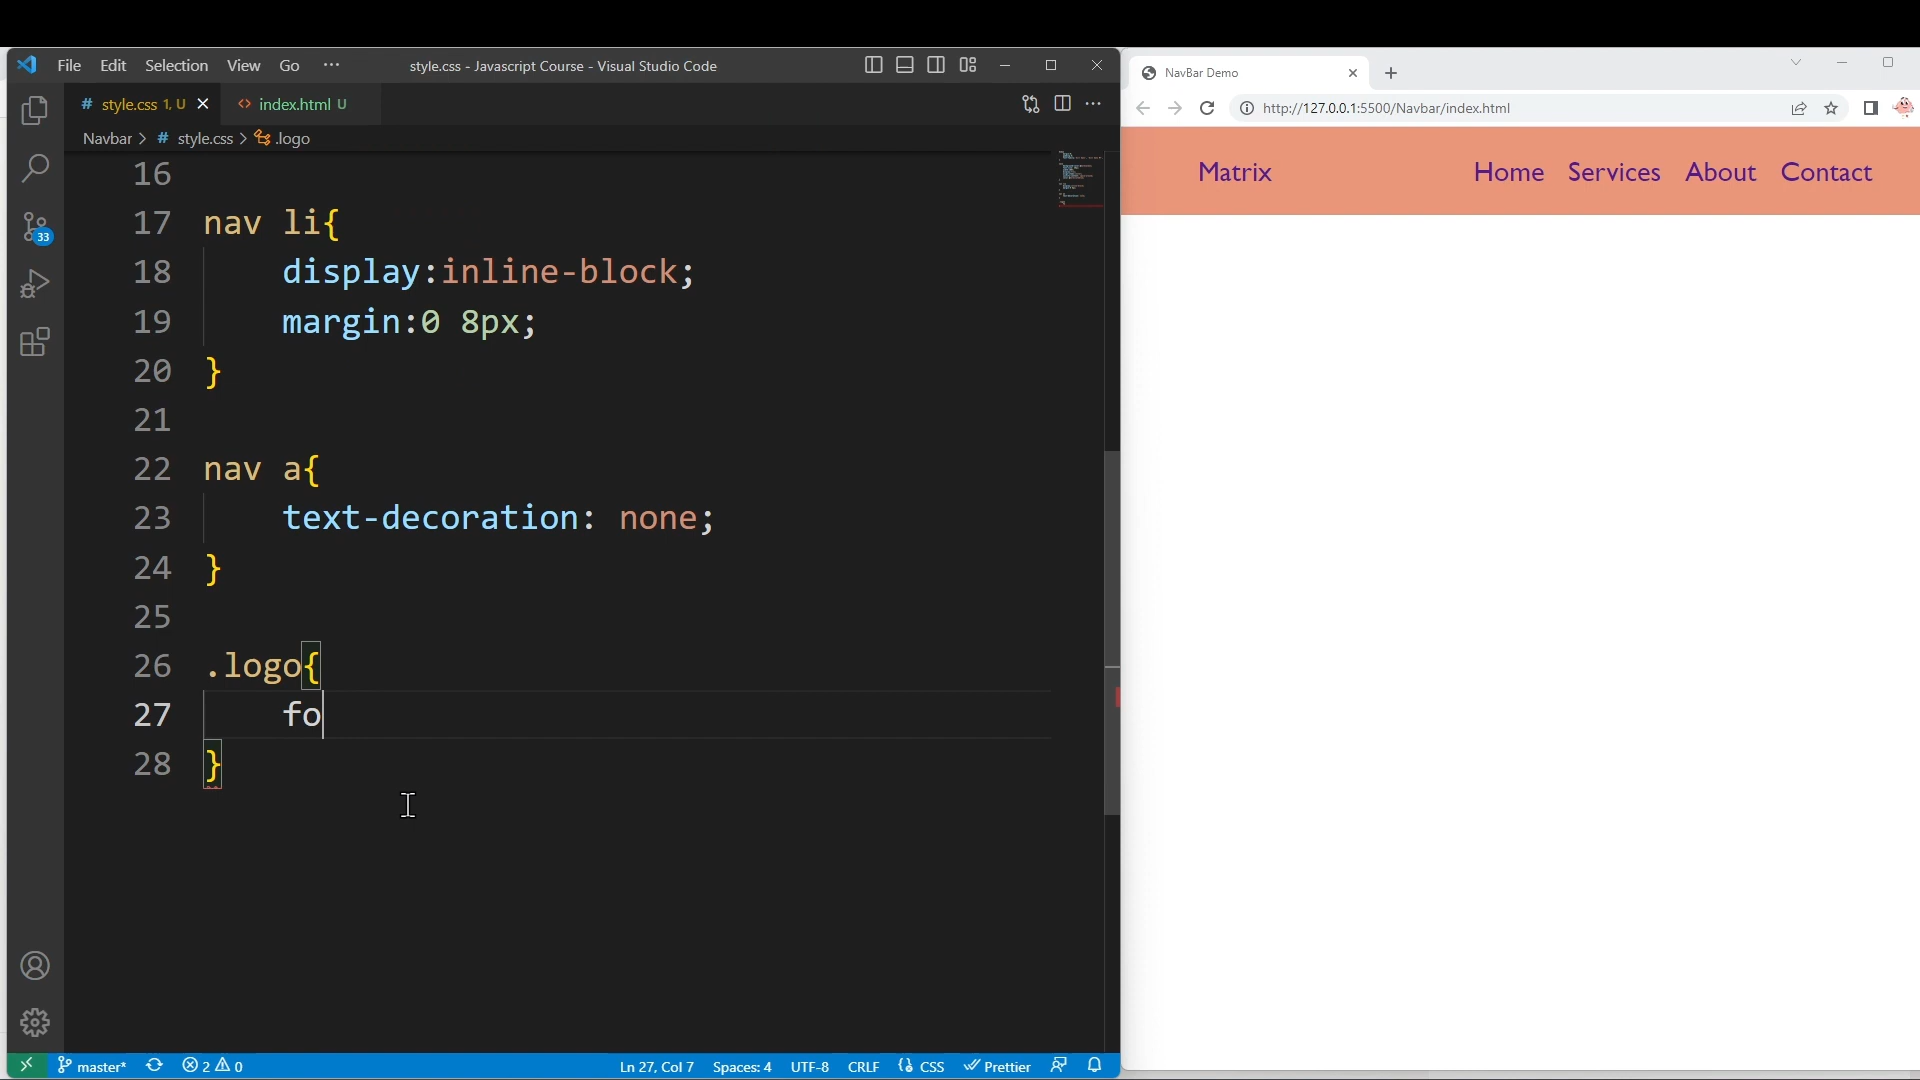 File Edit Selection View Go ··· style.css - Javascript Course - Visual Studio Code
# style.css 1, U <> index.html U
Navbar > # style.css > .logo
16
17 nav li{
18 display:inline-block;
19 margin:0 8px;
20 }
21
22 nav a{
23 text-decoration: none;
24 }
25
26 .logo{
27 fo
28 }
33
master* 2 0 Ln 27, Col 7 Spaces: 4 UTF-8 CRLF {} CSS Prettier
NavBar Demo
http://127.0.0.1:5500/Navbar/index.html
Matrix Home Services About Contact